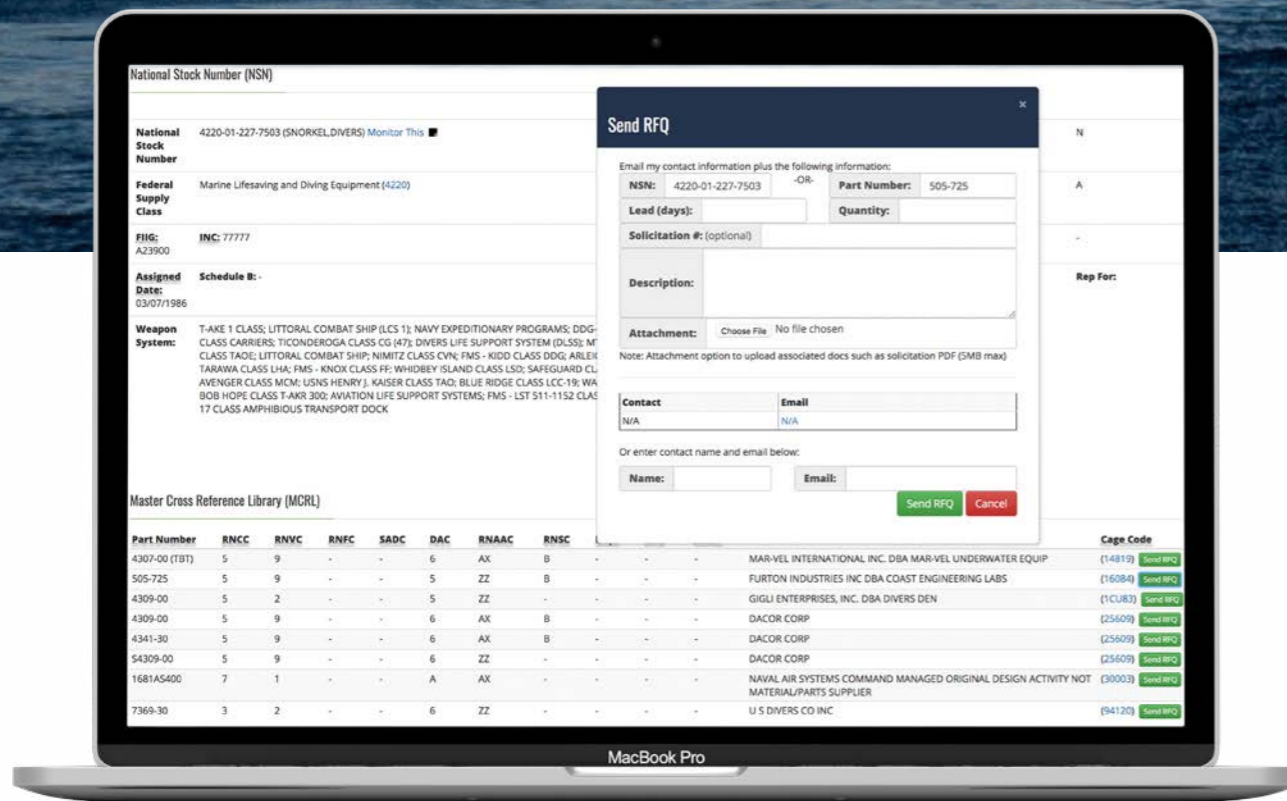 National Stock Number (NSN)
National Stock Number
4220-01-227-7503 (SNORKEL,DIVERS) Monitor This
N
Federal Supply Class
Marine Lifesaving and Diving Equipment (4220)
A
FIIG: A23900
INC: 77777
-
Assigned Date: 03/07/1986
Schedule B: -
Rep For:
Weapon System:
T-AKE 1 CLASS; LITTORAL COMBAT SHIP (LCS 1); NAVY EXPEDITIONARY PROGRAMS; DDG-
CLASS CARRIERS; TICONDEROGA CLASS CG (47); DIVERS LIFE SUPPORT SYSTEM (DLSS);
CLASS TAOE; LITTORAL COMBAT SHIP; NIMITZ CLASS CVN; FMS - KIDD CLASS DDG;
TARAWA CLASS LHA; FMS - KNOX CLASS FF; WHIDBEY ISLAND CLASS LSD; SAFEGUARD
AVENGER CLASS MCM; USNS HENRY J. KAISER CLASS TAO; BLUE RIDGE CLASS LCC-19;
BOB HOPE CLASS T-AKR 300; AVIATION LIFE SUPPORT SYSTEMS; FMS - LST 511-1152
17 CLASS AMPHIBIOUS TRANSPORT DOCK
Send RFQ
×
Email my contact information plus the following information:
NSN: 4220-01-227-7503 -OR- Part Number: 505-725
Lead (days): Quantity:
Solicitation #: (optional)
Description:
Attachment: Choose File No file chosen
Note: Attachment option to upload associated docs such as solicitation PDF (5MB max)
Contact Email
N/A N/A
Or enter contact name and email below:
Name: Email:
Send RFQ Cancel
Master Cross Reference Library (MCRL)
Part Number RNCC RNVC RNFC SADC DAC RNAAC RNSC Cage Code
4307-00 (TBT) 5 9 - - 6 AX B - - - MAR-VEL INTERNATIONAL INC. DBA MAR-VEL UNDERWATER EQUIP (14819) Send RFQ
505-725 5 9 - - 5 ZZ B - - - FURTON INDUSTRIES INC DBA COAST ENGINEERING LABS (16084) Send RFQ
4309-00 5 2 - - 5 ZZ - - - - GIGLI ENTERPRISES, INC. DBA DIVERS DEN (1CU83) Send RFQ
4309-00 5 9 - - 6 AX B - - - DACOR CORP (25609) Send RFQ
4341-30 5 9 - - 6 AX B - - - DACOR CORP (25609) Send RFQ
S4309-00 5 9 - - 6 ZZ - - - - DACOR CORP (25609) Send RFQ
1681AS400 7 1 - - A AX - - - - NAVAL AIR SYSTEMS COMMAND MANAGED ORIGINAL DESIGN ACTIVITY NOT (30003) Send RFQ
MATERIAL/PARTS SUPPLIER
7369-30 3 2 - - 6 ZZ - - - - U S DIVERS CO INC (94120) Send RFQ
MacBook Pro